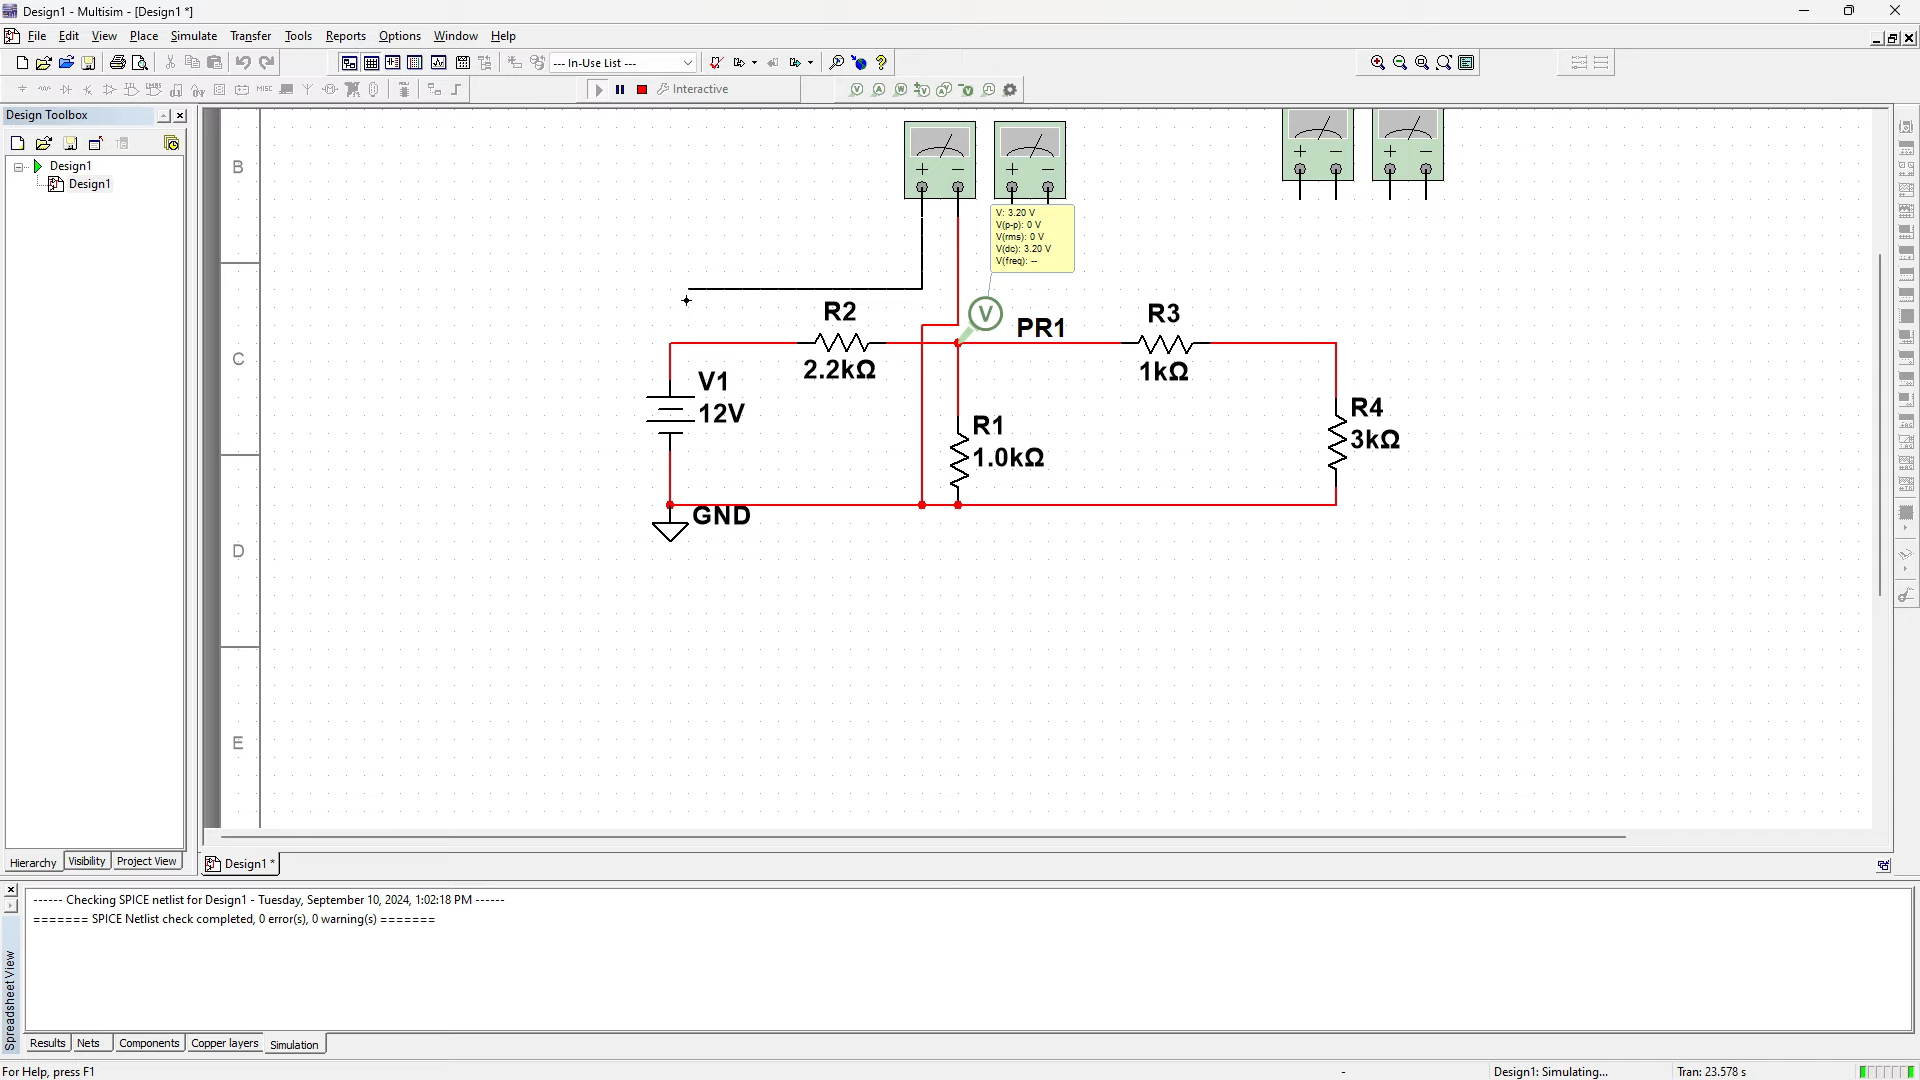 Design1 - Multisim - [Design1 *]
File Edit View Place Simulate Transfer Tools Reports Options Window Help
--- In-Use List ---
MISC
Interactive
Design Toolbox
Design1
Design1
B
C
D
E
+ − + −
+ − + −
V: 3.20 V
V(p-p): 0 V
V(rms): 0 V
V(dc): 3.20 V
V(freq): --
V
PR1
R2
2.2kΩ
R3
1kΩ
V1
12V
R1
1.0kΩ
R4
3kΩ
GND
Hierarchy Visibility Project View
Design1 *
------ Checking SPICE netlist for Design1 - Tuesday, September 10, 2024, 1:02:18 PM ------
======= SPICE Netlist check completed, 0 error(s), 0 warning(s) =======
Spreadsheet View
Results Nets Components Copper layers Simulation
For Help, press F1
-
Design1: Simulating...
Tran: 23.578 s